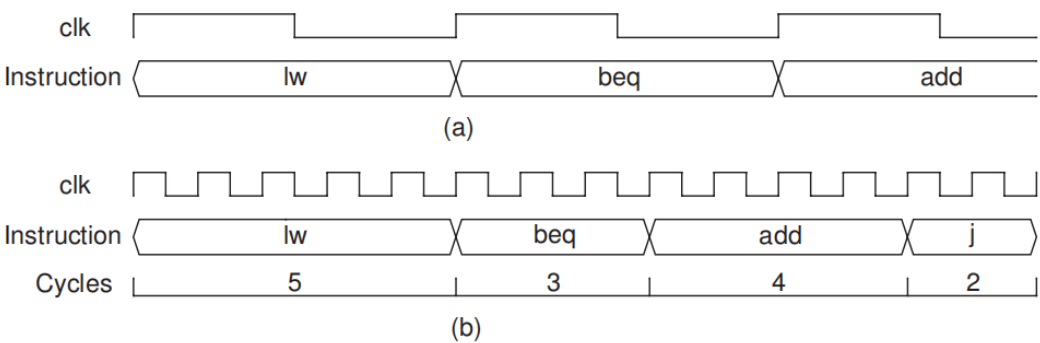 clk
Instruction lw beq add
(a)
clk
Instruction lw beq add j
Cycles 5 3 4 2
(b)